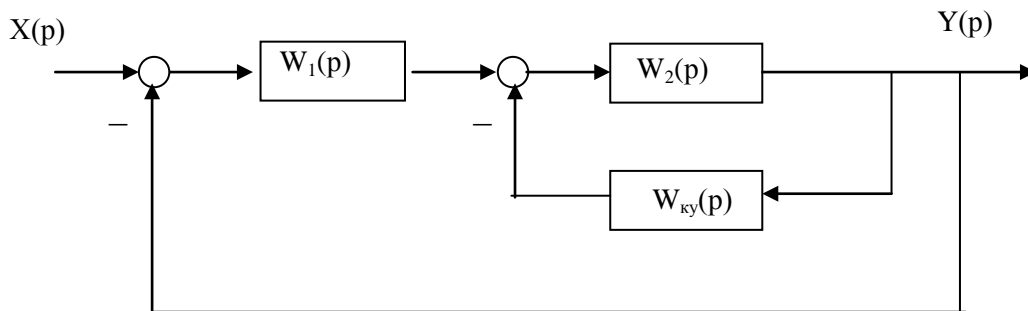 X(p)
Y(p)
W₁(p)
W₂(p)
–
–
Wку(p)